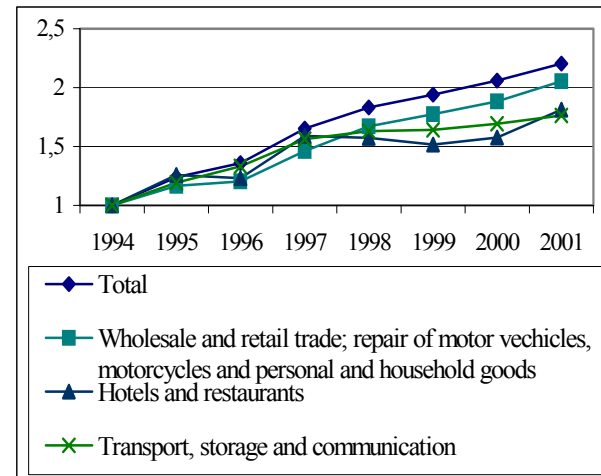 2,5
2
1,5
1
1994 1995 1996 1997 1998 1999 2000 2001
Total
Wholesale and retail trade; repair of motor vechicles,
motorcycles and personal and household goods
Hotels and restaurants
Transport, storage and communication